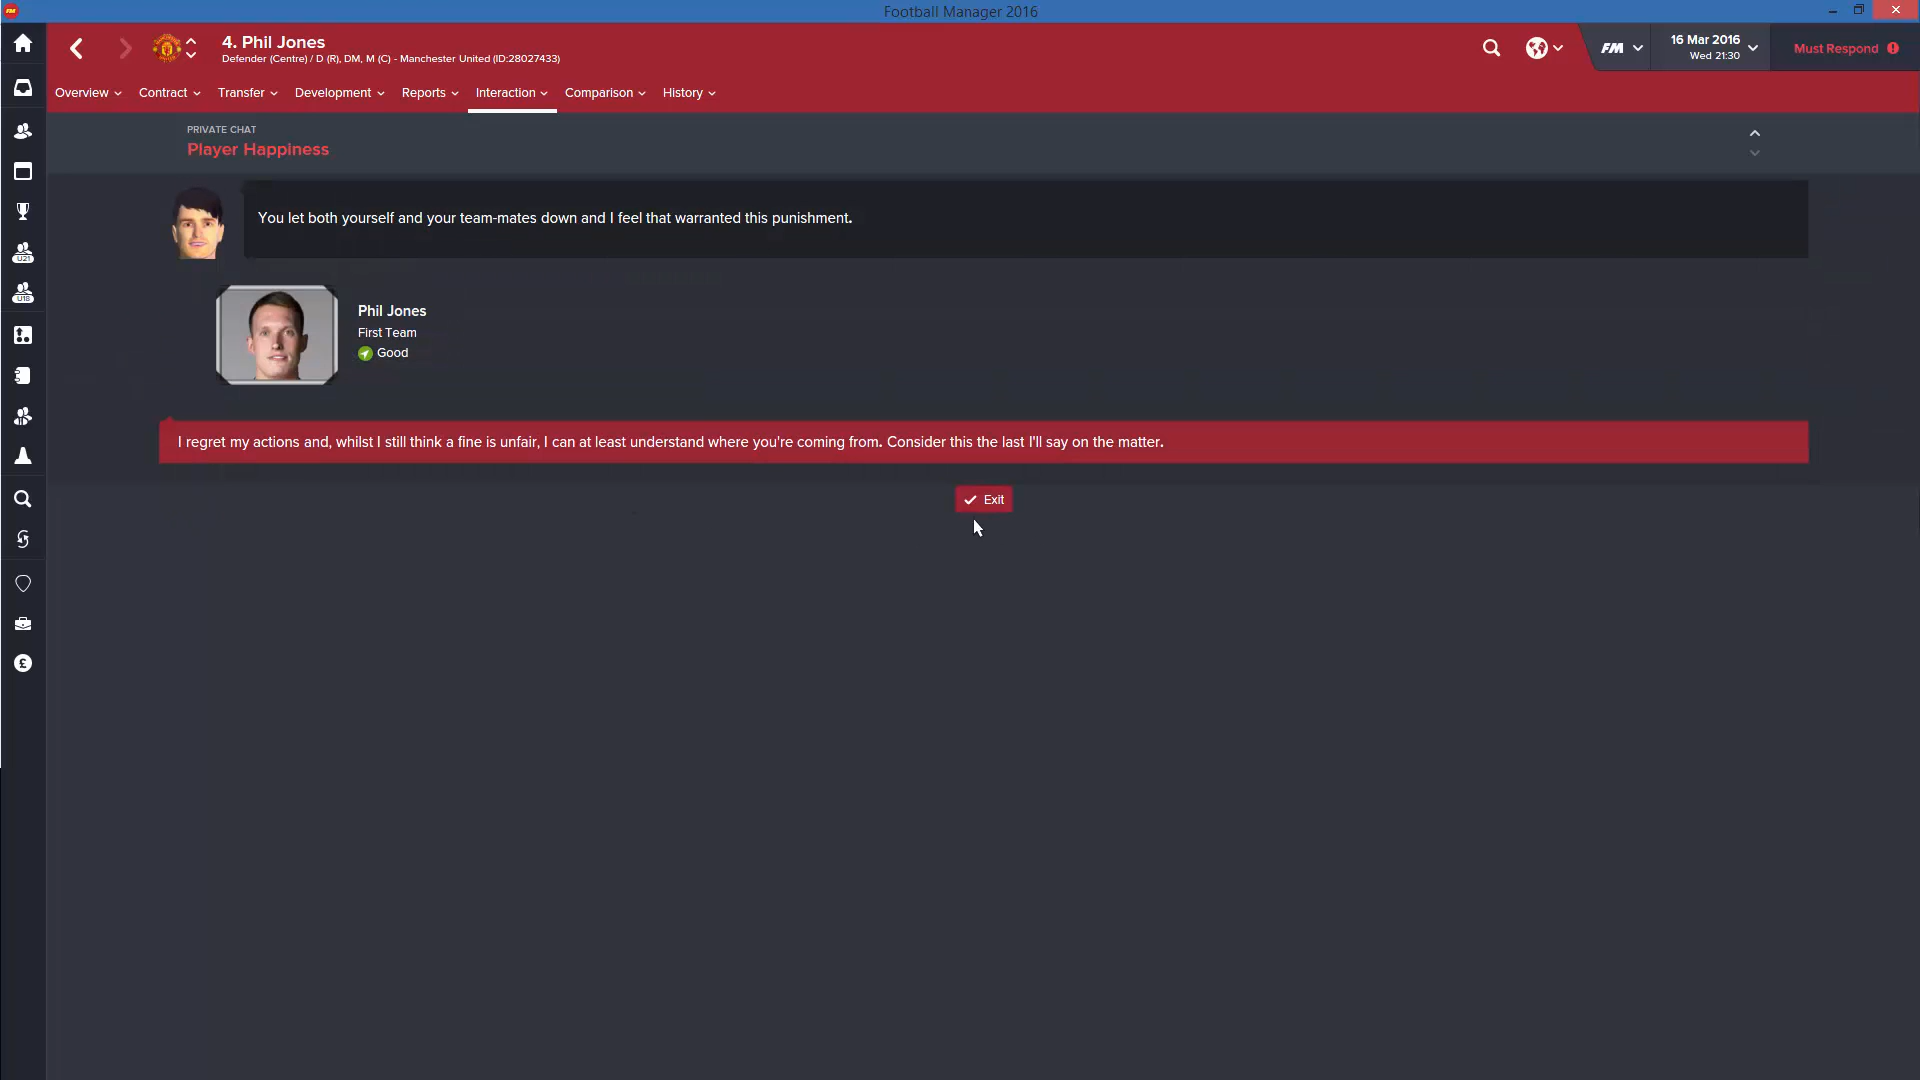 Football Manager 2016
4. Phil Jones
Defender (Centre) / D (R), DM, M (C) - Manchester United (ID:28027433)
FM
16 Mar 2016
Wed 21:30
Must Respond
Overview
Contract
Transfer
Development
Reports
Interaction
Comparison
History
PRIVATE CHAT
Player Happiness
You let both yourself and your team-mates down and I feel that warranted this punishment.
Phil Jones
First Team
Good
I regret my actions and, whilst I still think a fine is unfair, I can at least understand where you're coming from. Consider this the last I'll say on the matter.
Exit
U21
U18